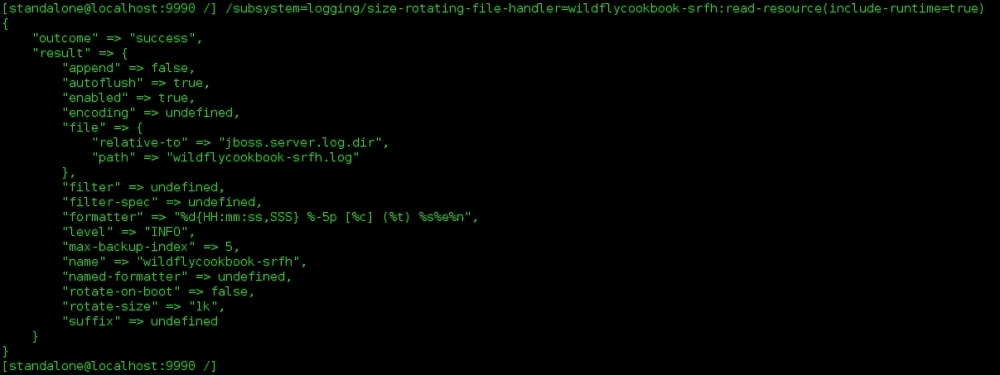 [standalone@localhost:9990 /] /subsystem=logging/size-rotating-file-handler=wildflycookbook-srfh:read-resource(include-runtime=true)
{
    "outcome" => "success",
    "result" => {
        "append" => false,
        "autoflush" => true,
        "enabled" => true,
        "encoding" => undefined,
        "file" => {
            "relative-to" => "jboss.server.log.dir",
            "path" => "wildflycookbook-srfh.log"
        },
        "filter" => undefined,
        "filter-spec" => undefined,
        "formatter" => "%d{HH:mm:ss,SSS} %-5p [%c] (%t) %s%e%n",
        "level" => "INFO",
        "max-backup-index" => 5,
        "name" => "wildflycookbook-srfh",
        "named-formatter" => undefined,
        "rotate-on-boot" => false,
        "rotate-size" => "1k",
        "suffix" => undefined
    }
}
[standalone@localhost:9990 /]